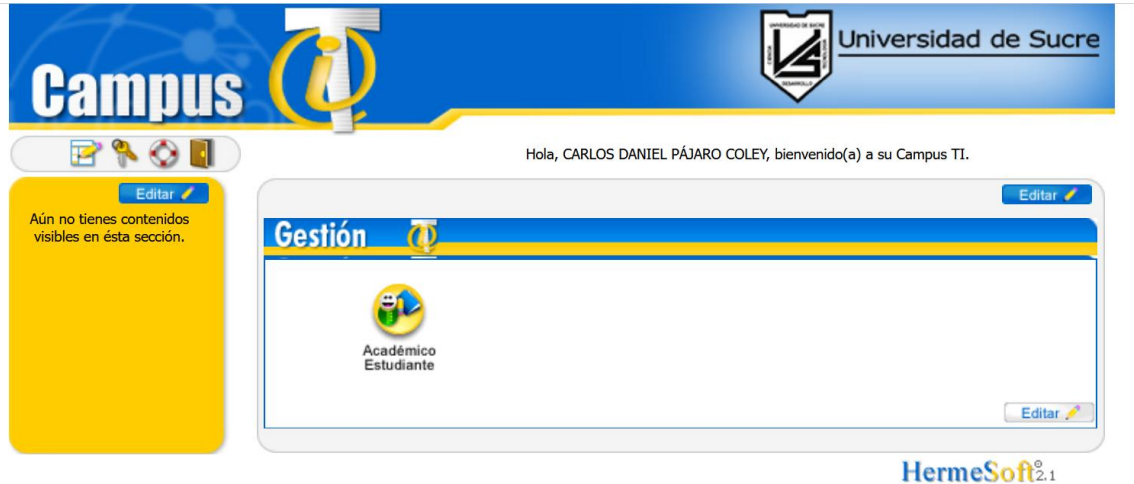 Campus
TI
UNIVERSIDAD DE SUCRE
Universidad de Sucre
Hola, CARLOS DANIEL PÁJARO COLEY, bienvenido(a) a su Campus TI.
Editar
Aún no tienes contenidos
visibles en ésta sección.
Editar
Gestión
Académico
Estudiante
Editar
HermeSoft® 2.1